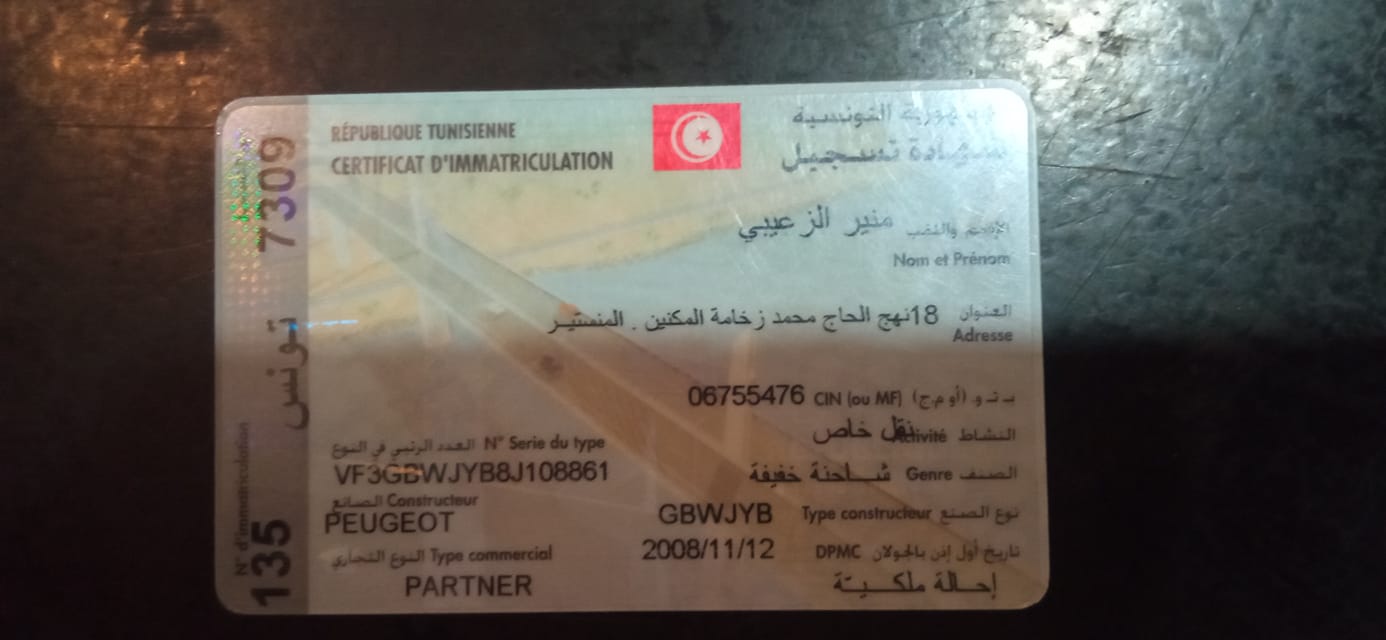 RÉPUBLIQUE TUNISIENNE
CERTIFICAT D'IMMATRICULATION
الجمهورية التونسية
شهادة تسجيل
N° d'immatriculation
135 تونس 7309
الإسم واللقب منير الزعيبي
Nom et Prénom
العنوان 18نهج الحاج محمد زخامة المكنين . المنستير
Adresse
ب ت و. (أو م.ج) CIN (ou MF) 06755476
النشاط Activité نقل خاص
N° Serie du type العدد الرتبي في النوع
VF3GBWJYB8J108861
الصنف Genre شاحنة خفيفة
Constructeur الصانع
PEUGEOT
نوع الصنع Type constructeur GBWJYB
Type commercial النوع التجاري
PARTNER
تاريخ أول إذن بالجولان DPMC 2008/11/12
إحالة ملكية